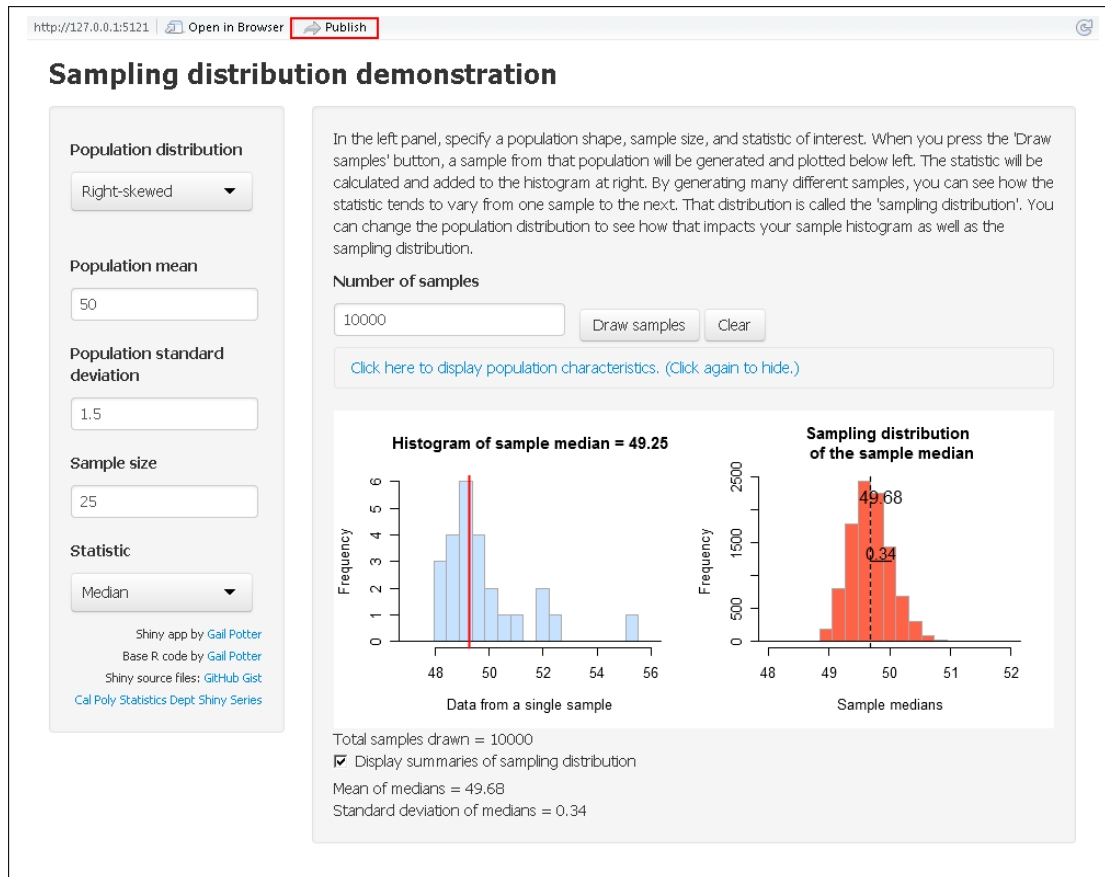 http://127.0.0.1:5121 Open in Browser Publish
Sampling distribution demonstration
Population distribution
Right-skewed
Population mean
50
Population standard
deviation
1.5
Sample size
25
Statistic
Median
Shiny app by Gail Potter
Base R code by Gail Potter
Shiny source files: GitHub Gist
Cal Poly Statistics Dept Shiny Series
In the left panel, specify a population shape, sample size, and statistic of interest. When you press the 'Draw
samples' button, a sample from that population will be generated and plotted below left. The statistic will be
calculated and added to the histogram at right. By generating many different samples, you can see how the
statistic tends to vary from one sample to the next. That distribution is called the 'sampling distribution'. You
can change the population distribution to see how that impacts your sample histogram as well as the
sampling distribution.
Number of samples
10000 Draw samples Clear
Click here to display population characteristics. (Click again to hide.)
Histogram of sample median = 49.25
Frequency
6
5
4
3
2
1
0
48 50 52 54 56
Data from a single sample
Sampling distribution
of the sample median
Frequency
2500
1500
500
0
49.68
0.34
48 49 50 51 52
Sample medians
Total samples drawn = 10000
Display summaries of sampling distribution
Mean of medians = 49.68
Standard deviation of medians = 0.34